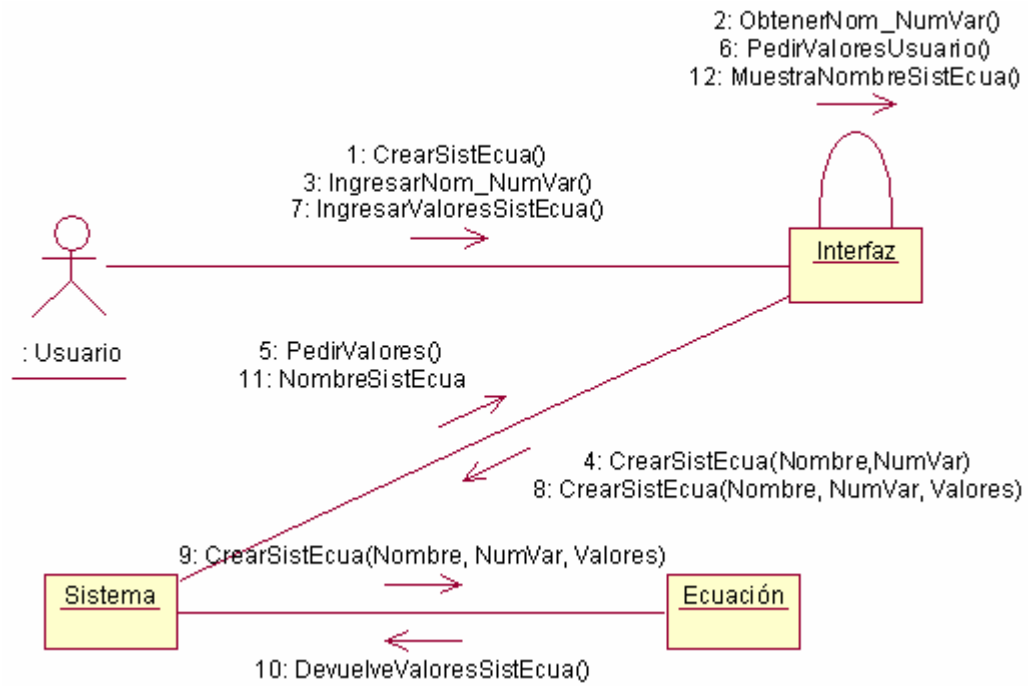 2: ObtenerNom_NumVar()
6: PedirValoresUsuario()
12: MuestraNombreSistEcua()
1: CrearSistEcua()
3: IngresarNom_NumVar()
7: IngresarValoresSistEcua()
Interfaz
: Usuario
5: PedirValores()
11: NombreSistEcua
4: CrearSistEcua(Nombre,NumVar)
8: CrearSistEcua(Nombre, NumVar, Valores)
9: CrearSistEcua(Nombre, NumVar, Valores)
Sistema
Ecuación
10: DevuelveValoresSistEcua()